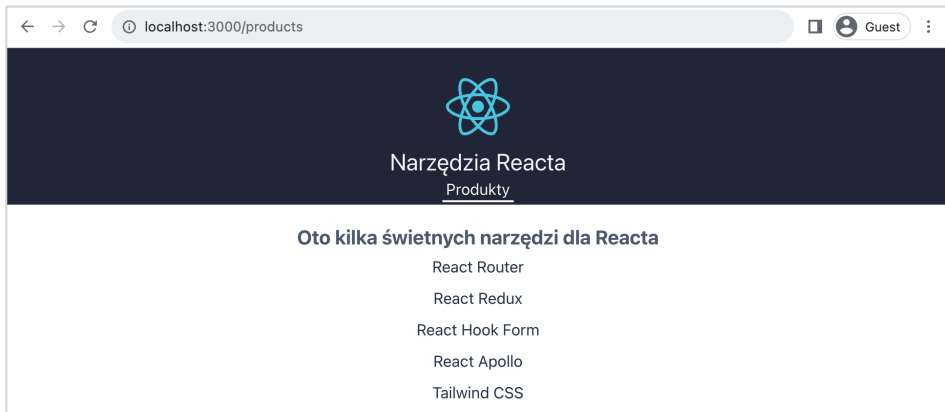 localhost:3000/products
Guest
Narzędzia Reacta
Produkty
Oto kilka świetnych narzędzi dla Reacta
React Router
React Redux
React Hook Form
React Apollo
Tailwind CSS